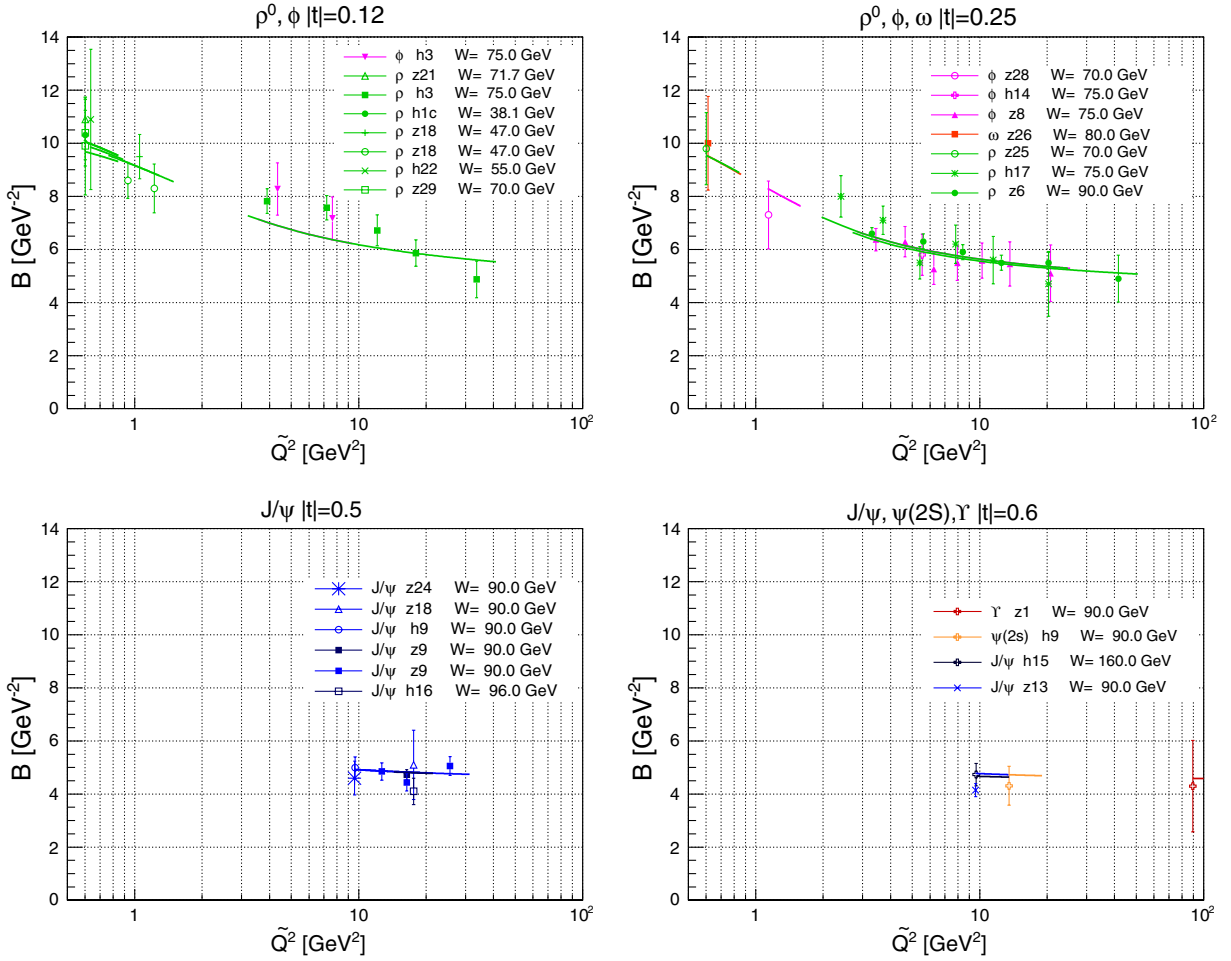 ρ⁰, ϕ |t|=0.12
B [GeV⁻²]
14
12
10
8
6
4
2
0
ϕ h3 W= 75.0 GeV
ρ z21 W= 71.7 GeV
ρ h3 W= 75.0 GeV
ρ h1c W= 38.1 GeV
ρ z18 W= 47.0 GeV
ρ z18 W= 47.0 GeV
ρ h22 W= 55.0 GeV
ρ z29 W= 70.0 GeV
1 10 10²
Q̃² [GeV²]
ρ⁰, ϕ, ω |t|=0.25
B [GeV⁻²]
14
12
10
8
6
4
2
0
ϕ z28 W= 70.0 GeV
ϕ h14 W= 75.0 GeV
ϕ z8 W= 75.0 GeV
ω z26 W= 80.0 GeV
ρ z25 W= 70.0 GeV
ρ h17 W= 75.0 GeV
ρ z6 W= 90.0 GeV
1 10 10²
Q̃² [GeV²]
J/ψ |t|=0.5
B [GeV⁻²]
14
12
10
8
6
4
2
0
J/ψ z24 W= 90.0 GeV
J/ψ z18 W= 90.0 GeV
J/ψ h9 W= 90.0 GeV
J/ψ z9 W= 90.0 GeV
J/ψ z9 W= 90.0 GeV
J/ψ h16 W= 96.0 GeV
1 10 10²
Q̃² [GeV²]
J/ψ, ψ(2S),ϒ |t|=0.6
B [GeV⁻²]
14
12
10
8
6
4
2
0
ϒ z1 W= 90.0 GeV
ψ(2s) h9 W= 90.0 GeV
J/ψ h15 W= 160.0 GeV
J/ψ z13 W= 90.0 GeV
1 10 10²
Q̃² [GeV²]